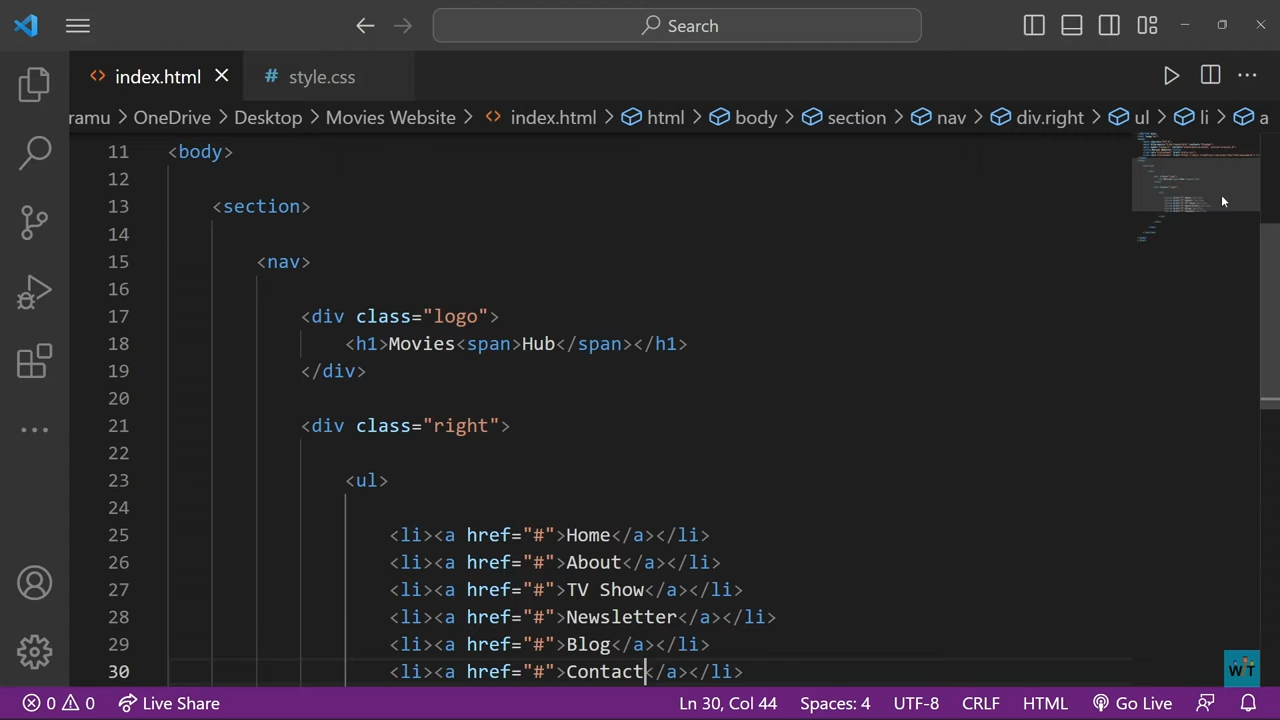 Search
index.html
# style.css
ramu > OneDrive > Desktop > Movies Website > index.html > html > body > section > nav > div.right > ul > li > a
11 <body>
12
13 <section>
14
15 <nav>
16
17 <div class="logo">
18 <h1>Movies<span>Hub</span></h1>
19 </div>
20
21 <div class="right">
22
23 <ul>
24
25 <li><a href="#">Home</a></li>
26 <li><a href="#">About</a></li>
27 <li><a href="#">TV Show</a></li>
28 <li><a href="#">Newsletter</a></li>
29 <li><a href="#">Blog</a></li>
30 <li><a href="#">Contact</a></li>
WT
0 0 Live Share Ln 30, Col 44 Spaces: 4 UTF-8 CRLF HTML Go Live